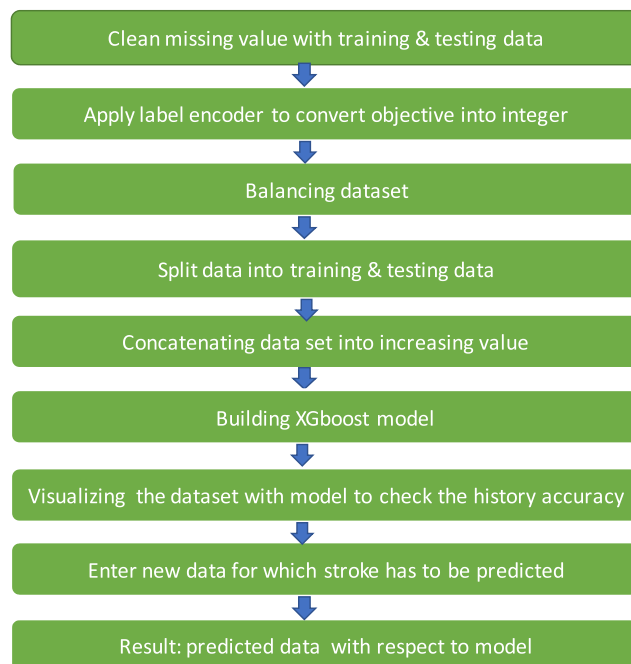 Clean missing value with training & testing data
Apply label encoder to convert objective into integer
Balancing dataset
Split data into training & testing data
Concatenating data set into increasing value
Building XGboost model
Visualizing the dataset with model to check the history accuracy
Enter new data for which stroke has to be predicted
Result: predicted data with respect to model